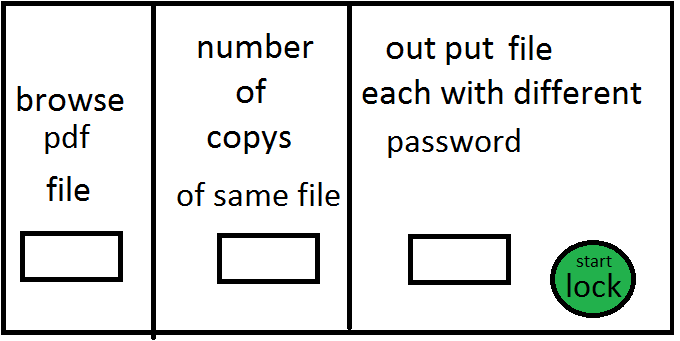 browse
pdf
file
number
of
copys
of same file
out put file
each with different
password
start
lock